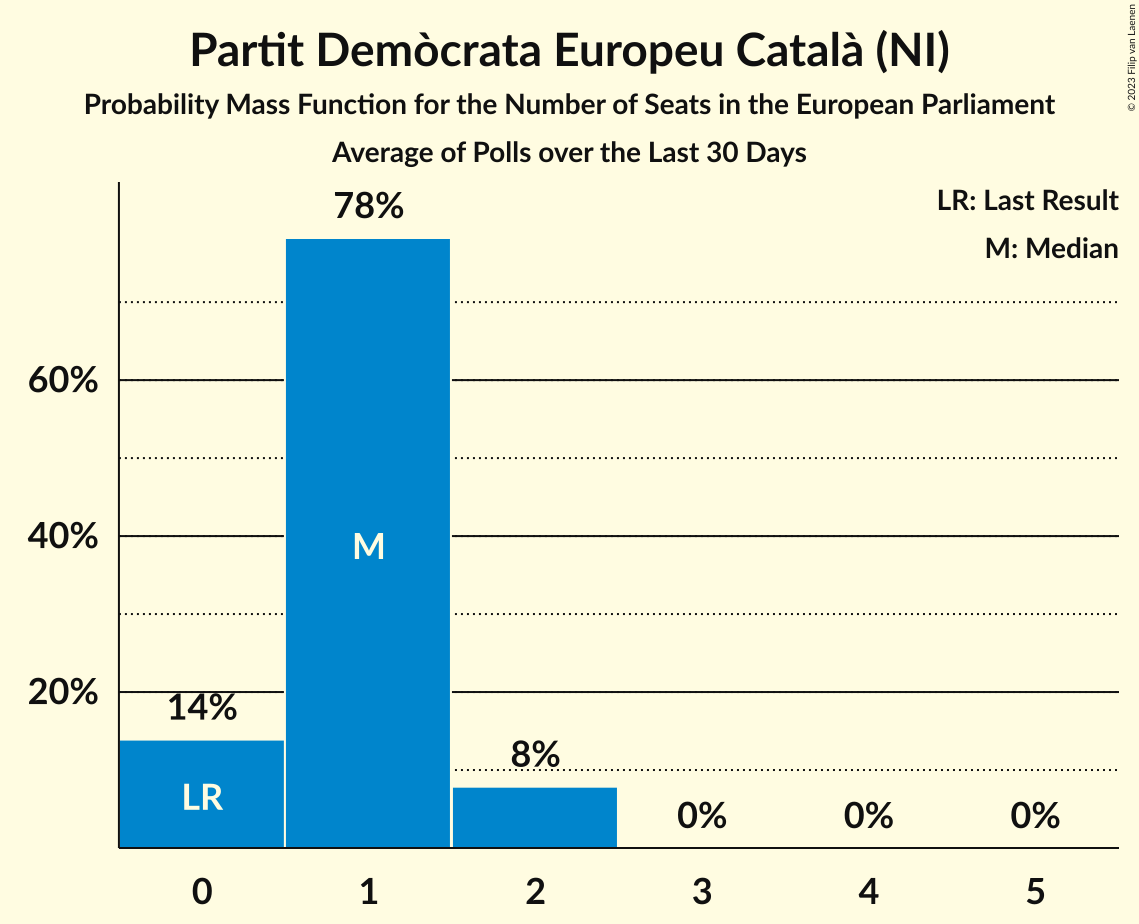 Partit Demòcrata Europeu Català (NI)
Probability Mass Function for the Number of Seats in the European Parliament
Average of Polls over the Last 30 Days
© 2023 Filip van Laenen
LR: Last Result
M: Median
78%
60%
40%
M
20%
14%
8%
LR
0%
0%
0%
0
1
2
3
4
5